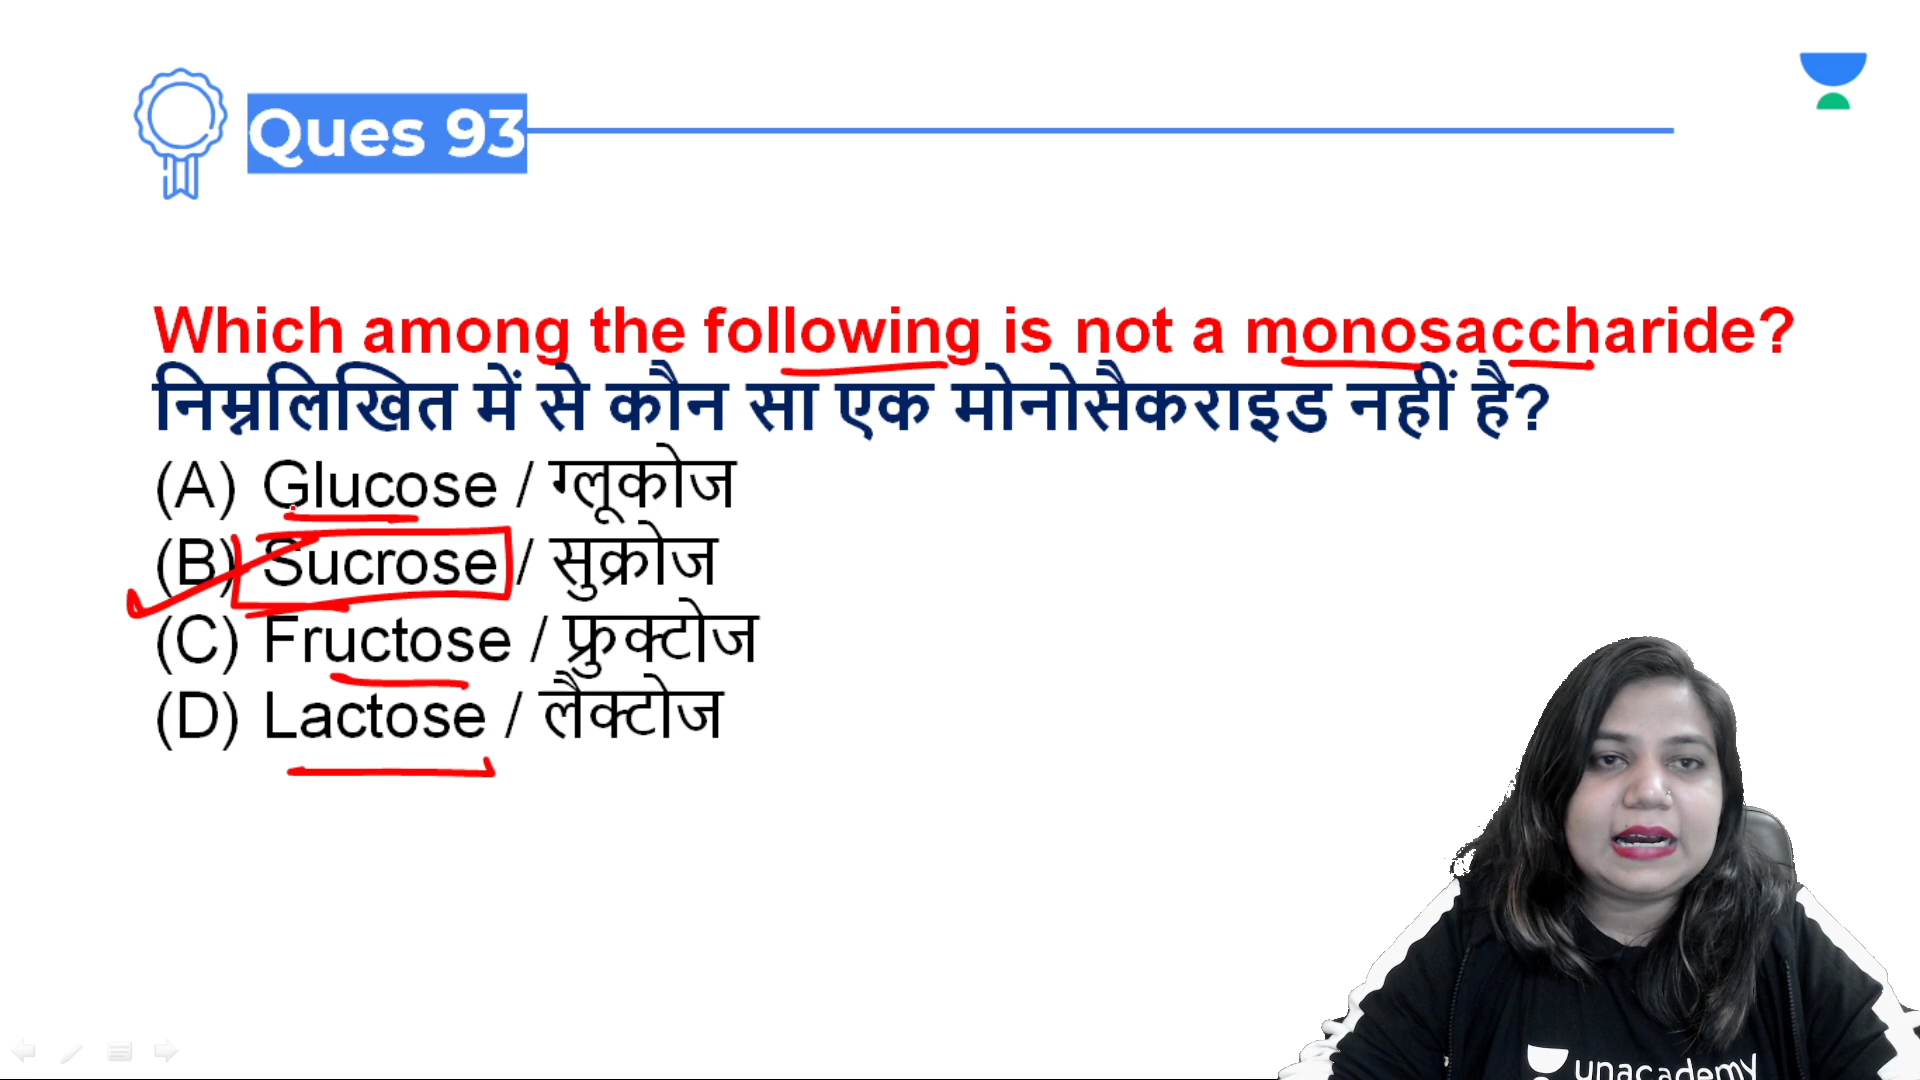 Ques 93
Which among the following is not a monosaccharide?
निम्नलिखित में से कौन सा एक मोनोसैकराइड नहीं है?
(A) Glucose / ग्लूकोज
(B) Sucrose / सुक्रोज
(C) Fructose / फ्रुक्टोज
(D) Lactose / लैक्टोज
unacademy